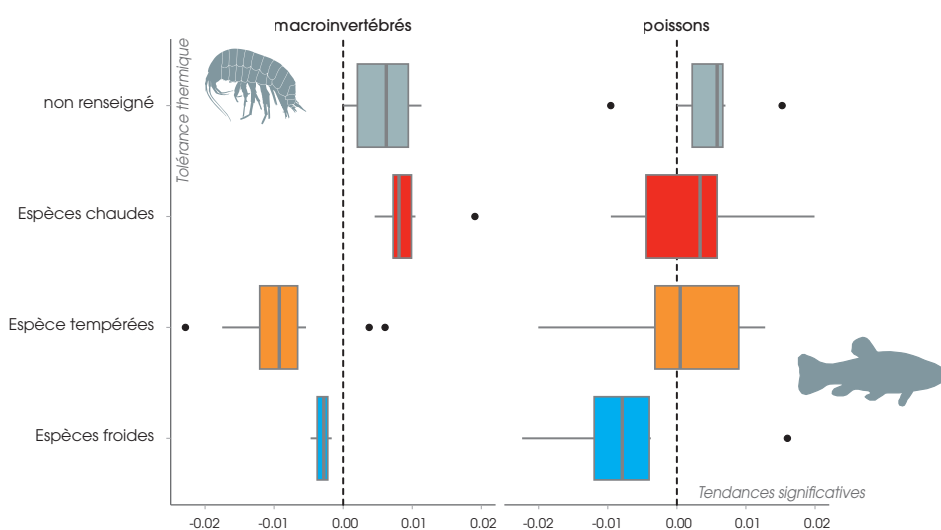 macroinvertébrés
poissons
Tolérance thermique
non renseigné
Espèces chaudes
Espèce tempérées
Espèces froides
Tendances significatives
-0.02 -0.01 0.00 0.01 0.02
-0.02 -0.01 0.00 0.01 0.02